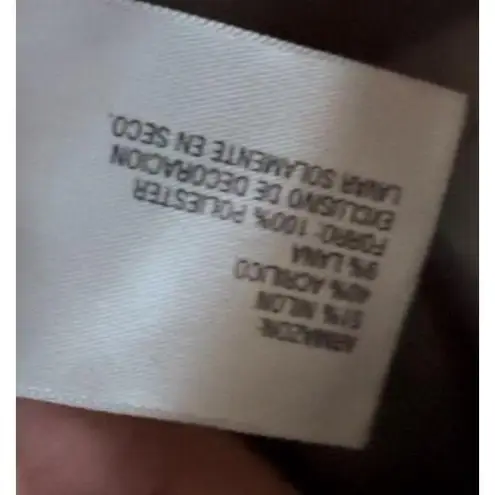 ARMAZON:
51% NILON
40% ACRILICO
9% LANA
FORRO: 100% POLIESTER
EXCLUSIVO DE DECORACION
LAVAR SOLAMENTE EN SECO.